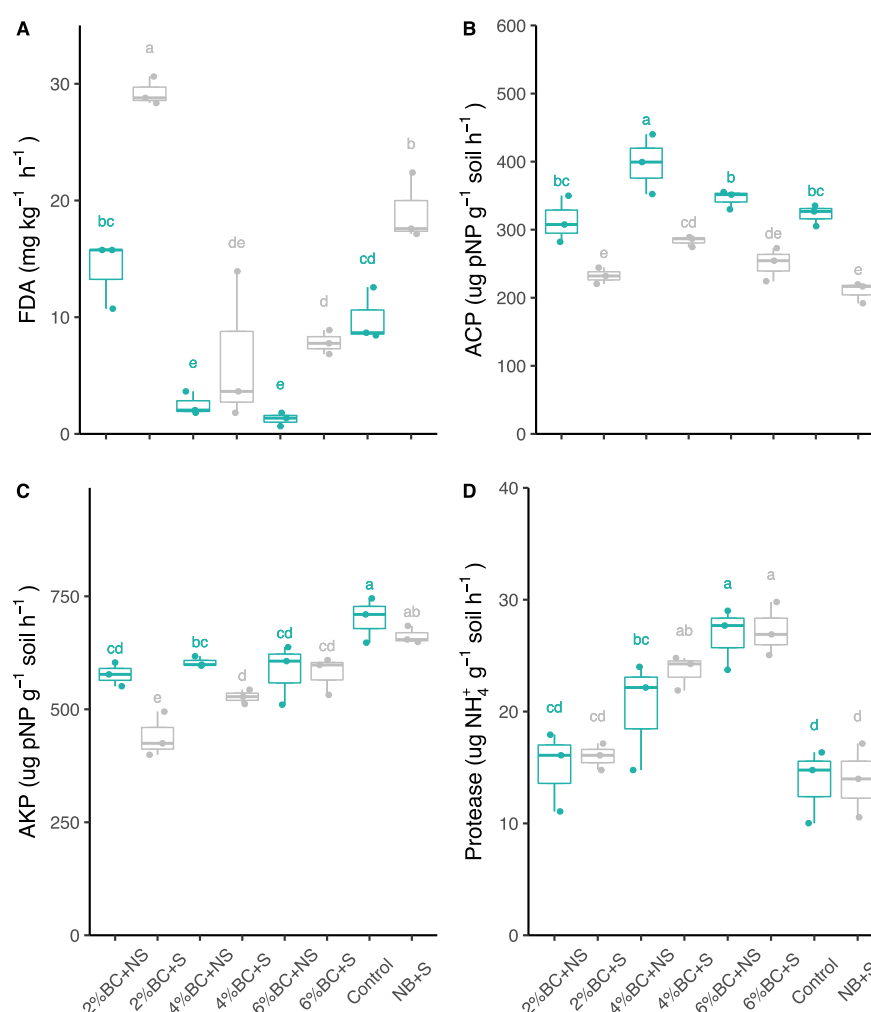 A
FDA (mg kg⁻¹ h⁻¹ )
30
20
10
0
bc
a
e
de
e
d
cd
b
B
ACP (ug pNP g⁻¹ soil h⁻¹ )
600
500
400
300
200
100
0
bc
e
a
cd
b
de
bc
e
C
AKP (ug pNP g⁻¹ soil h⁻¹ )
750
500
250
0
cd
e
bc
d
cd
cd
a
ab
2%BC+NS
2%BC+S
4%BC+NS
4%BC+S
6%BC+NS
6%BC+S
Control
NB+S
D
Protease (ug NH₄⁺ g⁻¹ soil h⁻¹ )
40
30
20
10
0
cd
cd
bc
ab
a
a
d
d
2%BC+NS
2%BC+S
4%BC+NS
4%BC+S
6%BC+NS
6%BC+S
Control
NB+S